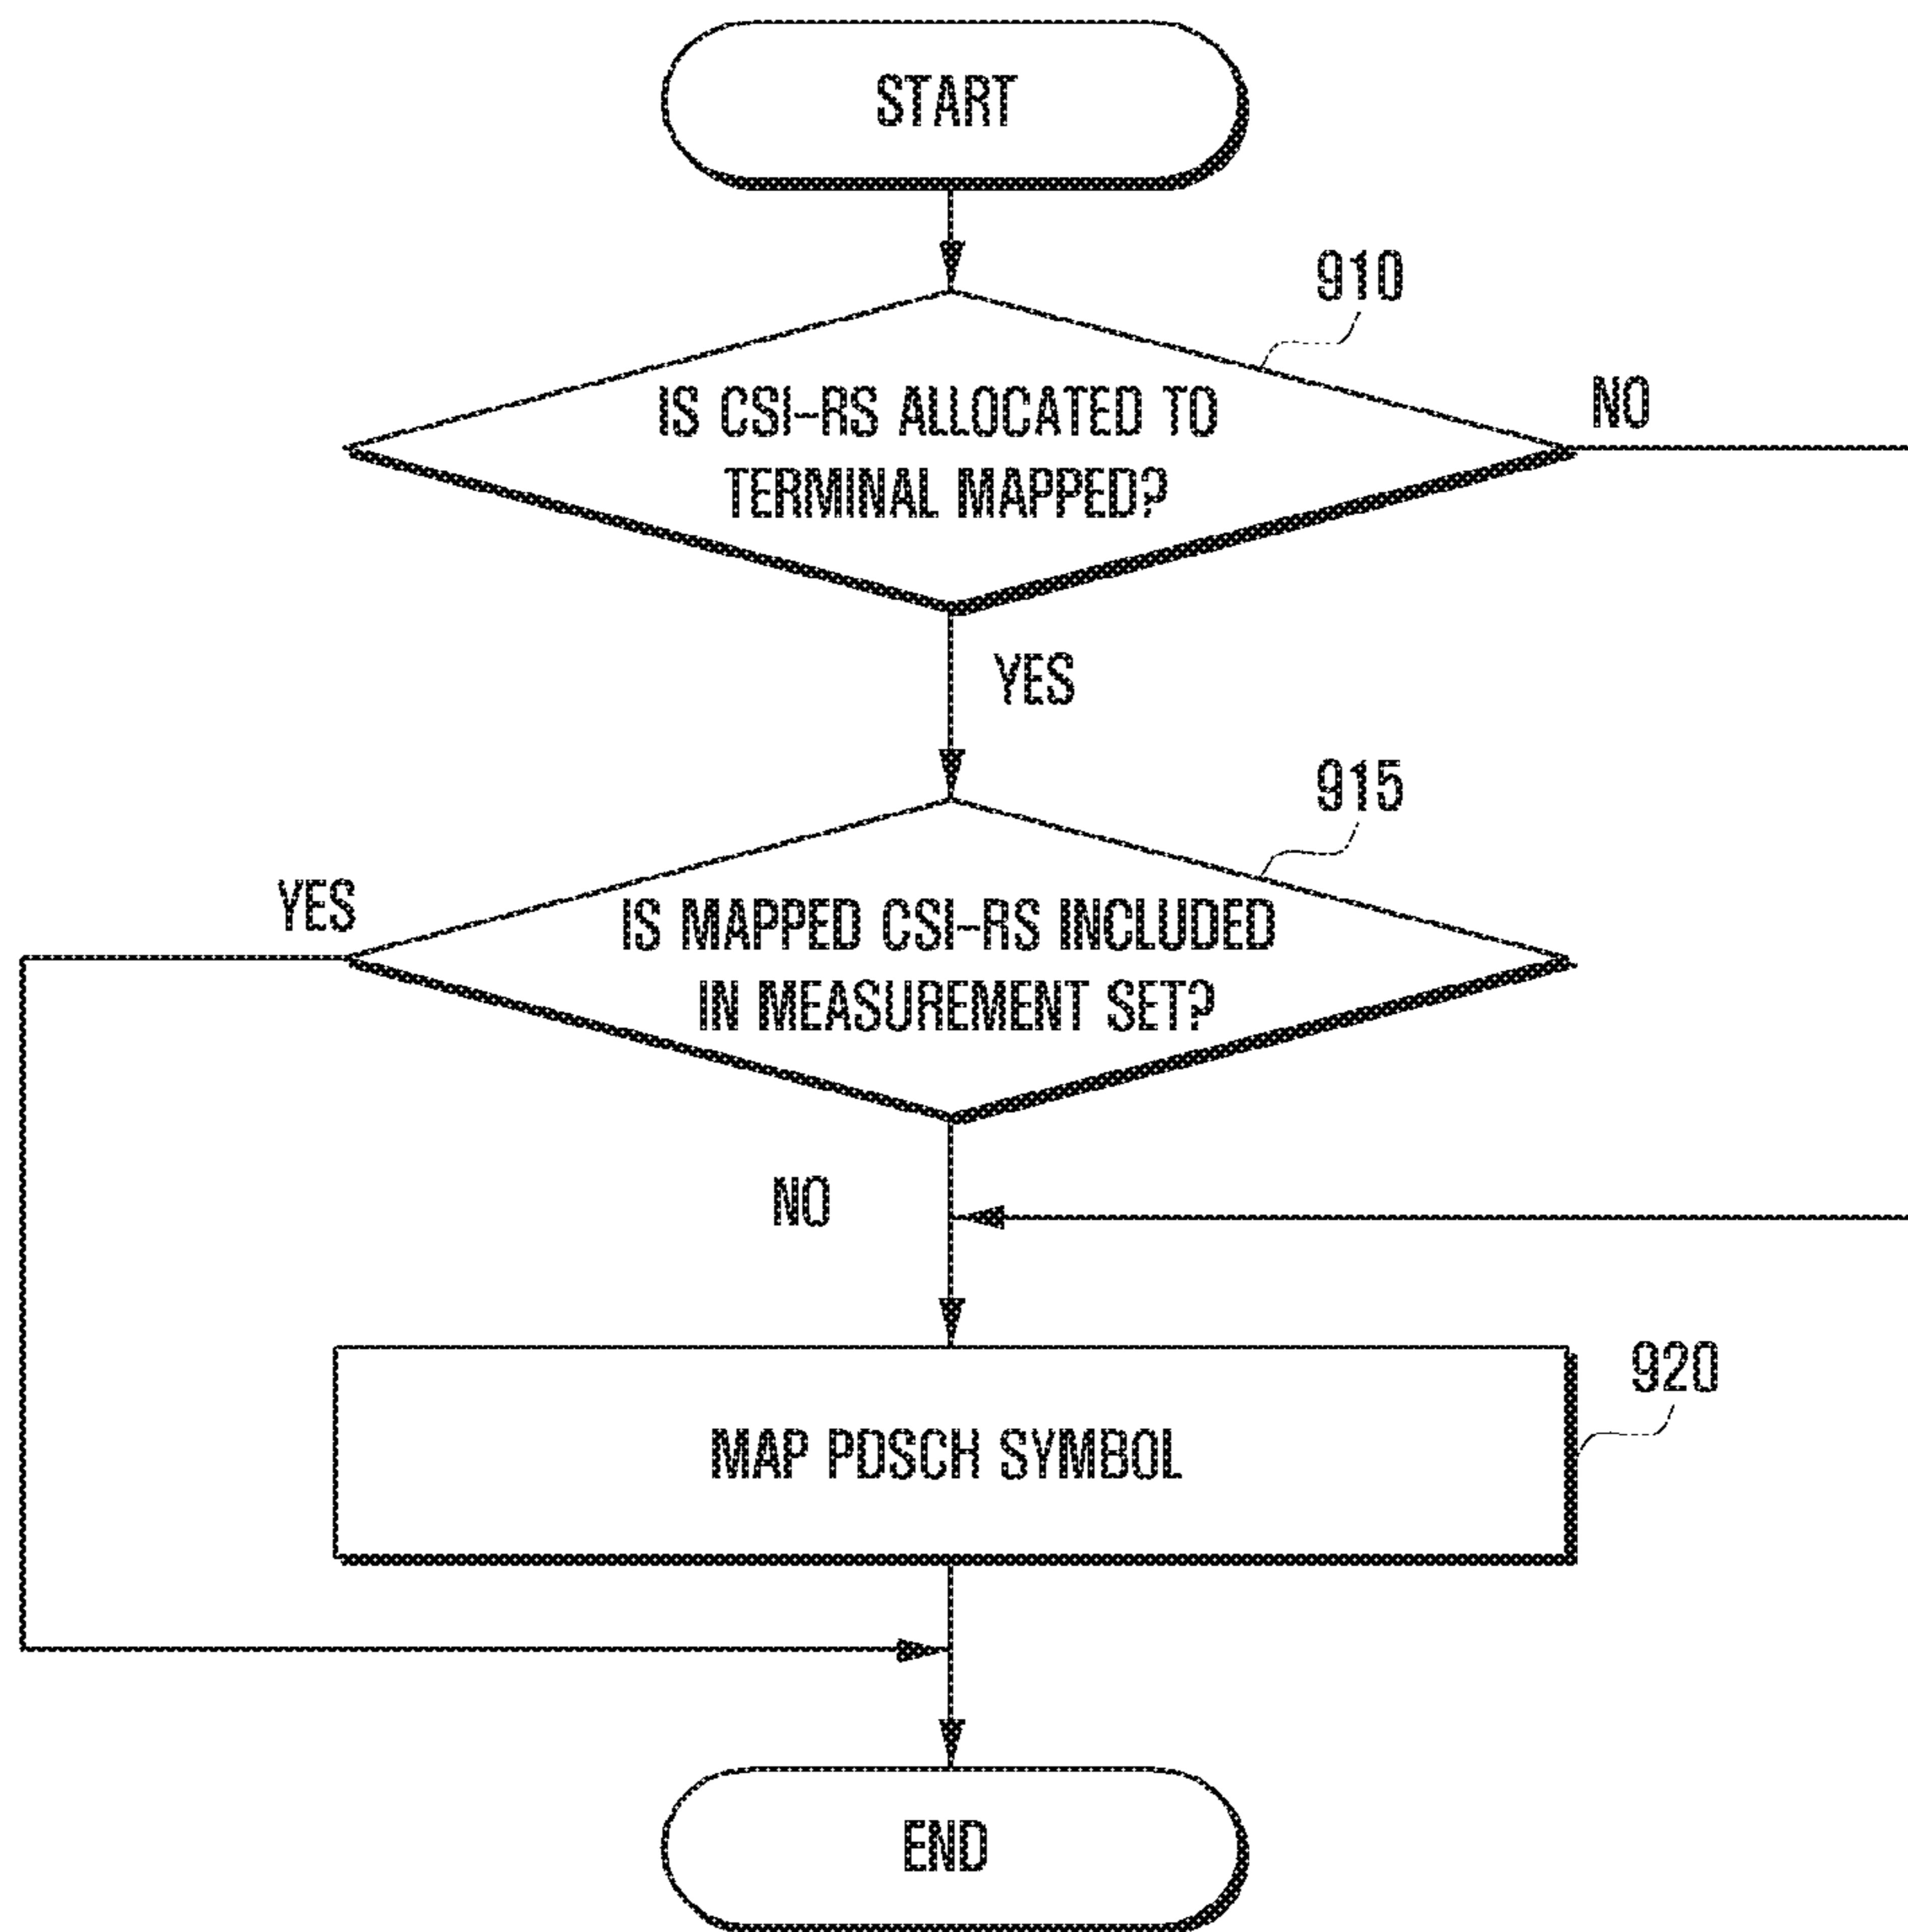 START
910
IS CSI-RS ALLOCATED TO
TERMINAL MAPPED?
NO
YES
915
YES
IS MAPPED CSI-RS INCLUDED
IN MEASUREMENT SET?
NO
920
MAP PDSCH SYMBOL
END